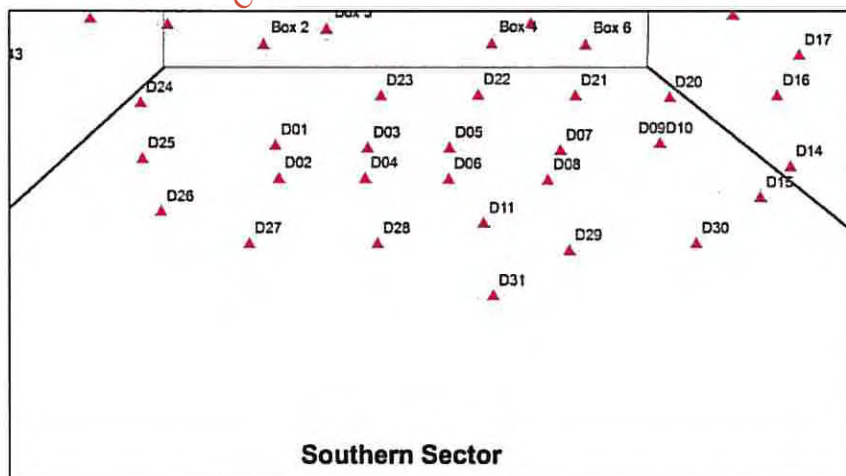 Box 2
Box 4
Box 6
D17
D24
D23
D22
D21
D20
D16
D01
D03
D05
D07
D09D10
D25
D14
D02
D04
D06
D08
D15
D26
D11
D27
D28
D29
D30
D31
Southern Sector